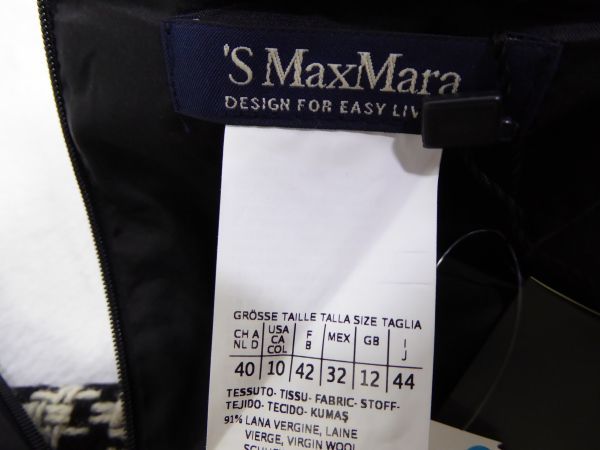 'S MaxMara
DESIGN FOR EASY
GRÖSSE TAILLE TALLA SIZE TAGLIA
CH A NL D | USA CA COL | F B | MEX | GB | I J
40 | 10 | 42 | 32 | 12 | 44
TESSUTO- TISSU- FABRIC- STOFF-
TEJIDO- TECIDO- KUMAŞ
91% LANA VERGINE, LAINE
VIERGE, VIRGIN WOOL